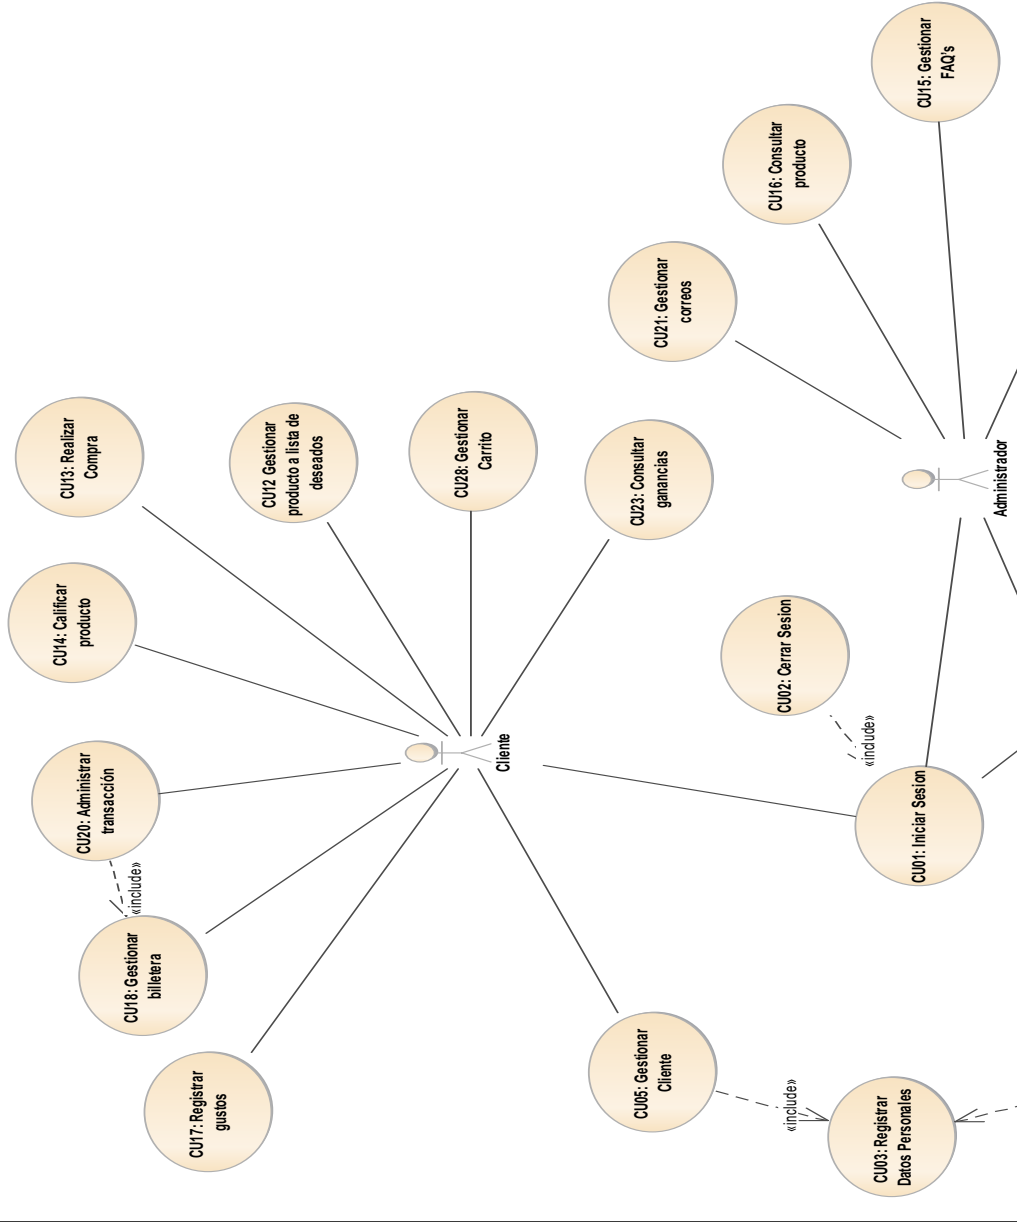 CU13: Realizar
Compra
CU14: Calificar
producto
CU20: Administrar
transacción
«include»
CU18: Gestionar
billetera
CU17: Registrar
gustos
CU12 Gestionar
producto a lista de
deseados
CU28: Gestionar
Carrito
CU23: Consultar
ganancias
Cliente
CU05: Gestionar
Cliente
«include»
CU03: Registrar
Datos Personales
CU21: Gestionar
correos
CU16: Consultar
producto
CU15: Gestionar
FAQ's
Administrador
CU02: Cerrar Sesion
«include»
CU01: Iniciar Sesion